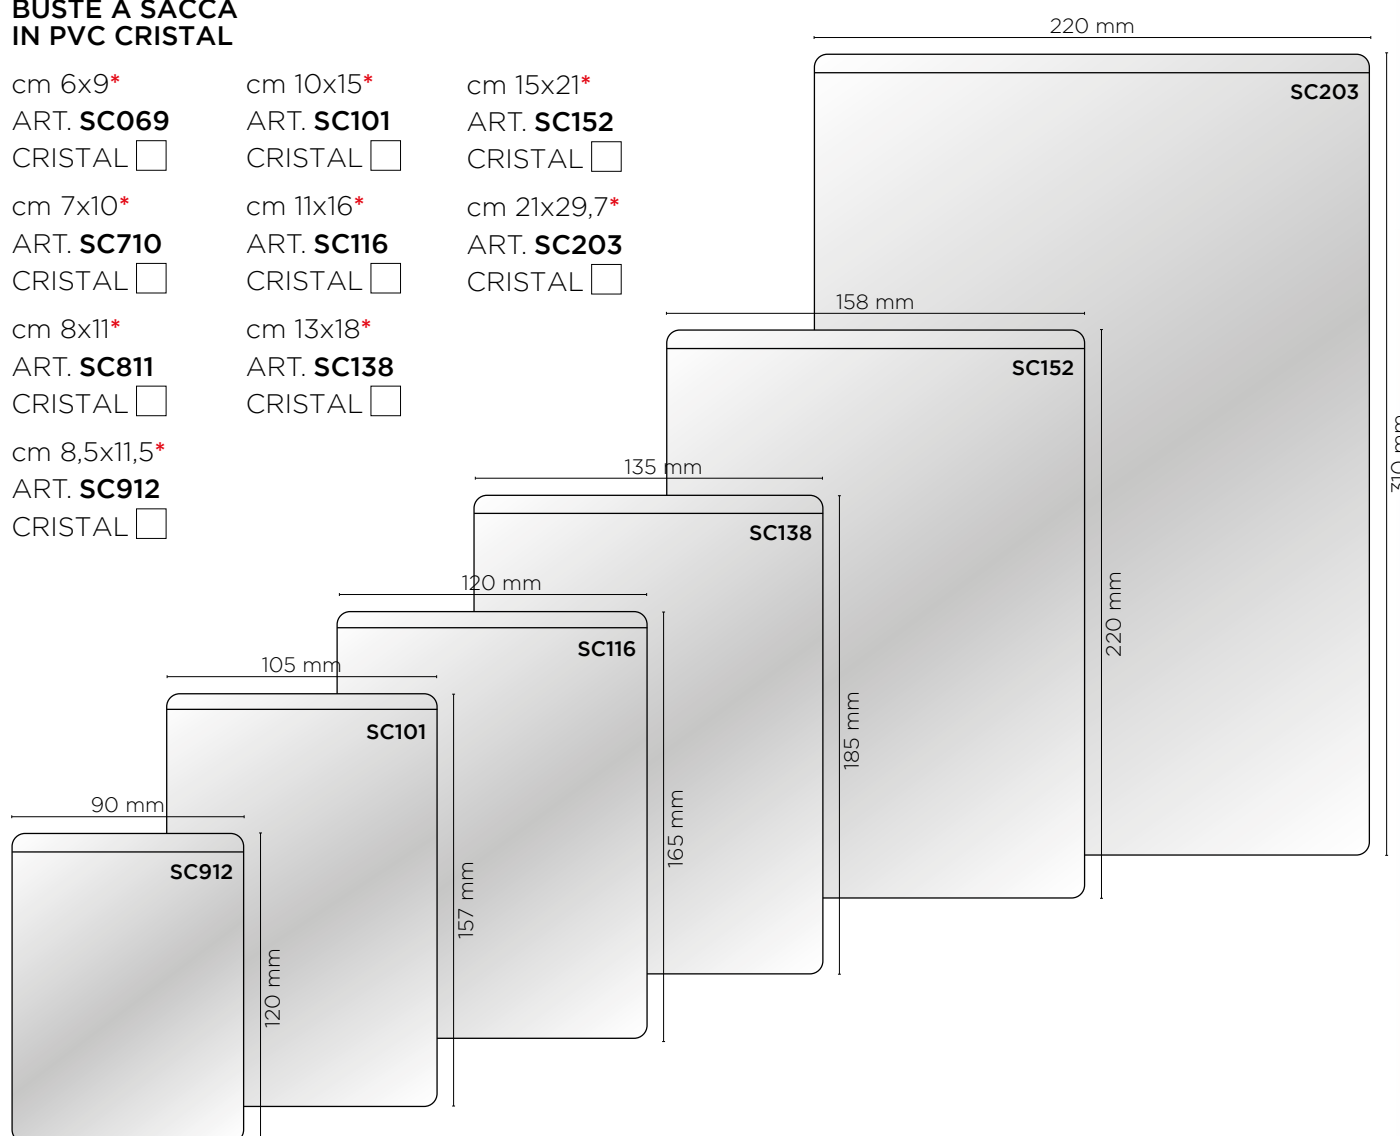 BUSTE A SACCA
IN PVC CRISTAL
cm 6x9*
ART. SC069
CRISTAL
cm 7x10*
ART. SC710
CRISTAL
cm 8x11*
ART. SC811
CRISTAL
cm 8,5x11,5*
ART. SC912
CRISTAL
cm 10x15*
ART. SC101
CRISTAL
cm 11x16*
ART. SC116
CRISTAL
cm 13x18*
ART. SC138
CRISTAL
cm 15x21*
ART. SC152
CRISTAL
cm 21x29,7*
ART. SC203
CRISTAL
220 mm
SC203
310 mm
158 mm
SC152
220 mm
135 mm
SC138
185 mm
120 mm
SC116
165 mm
105 mm
SC101
157 mm
90 mm
SC912
120 mm